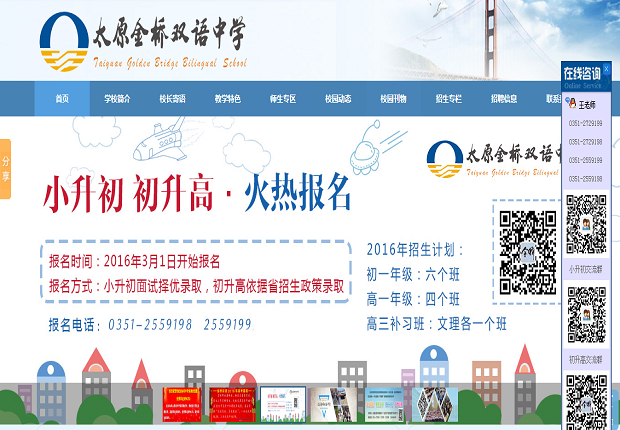 太原金桥双语中学
Taiyuan Golden Bridge Bilingual School
首页 学校简介 校长寄语 教学特色 师生专区 校园动态 校园刊物 招生专栏 招聘信息 联系
分享
太原金桥双语中学
Taiyuan Golden Bridge Bilingual
小升初 初升高·火热报名
报名时间：2016年3月1日开始报名
报名方式：小升初面试择优录取，初升高依据省招生政策录取
报名电话：0351-2559198 2559199
2016年招生计划：
初一年级：六个班
高一年级：四个班
高三补习班：文理各一个班
在线咨询
Online Service
王老师
0351-2729199
0351-2729198
0351-2559199
0351-2559198
小升初交流群
初升高交流群